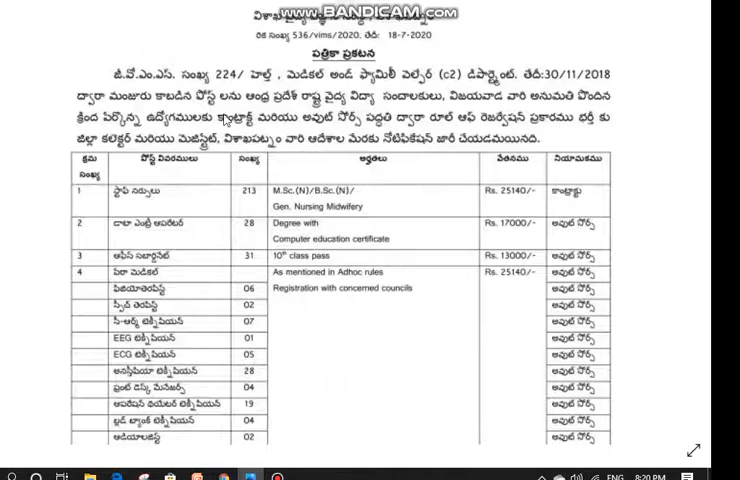 విశాఖ వైద్య విజ్ఞాన సంస్థ, విశాఖపట్నం
www.BANDICAM.com
రిక సంఖ్య 536/vims/2020, తేది: 18-7-2020
పత్రికా ప్రకటన
జీ.వో.ఎం.ఎస్. సంఖ్య 224/ హెల్త్ , మెడికల్ అండ్ ఫ్యామిలీ వెల్ఫేర్ (c2) డిపార్ట్మెంట్. తేదీ:30/11/2018
ద్వారా మంజూరు కాబడిన పోస్ట్ లను ఆంధ్ర ప్రదేశ్ రాష్ట్ర వైద్య విద్యా సంచాలకులు, విజయవాడ వారి అనుమతి పొందిన
క్రింద పేర్కొన్న ఉద్యోగములకు కాంట్రాక్ట్ మరియు అవుట్ సోర్స్ పద్ధతి ద్వారా రూల్ ఆఫ్ రిజర్వేషన్ ప్రకారము భర్తీ కు
జిల్లా కలెక్టర్ మరియు మెజిస్ట్రేట్, విశాఖపట్నం వారి ఆదేశాల మేరకు నోటిఫికేషన్ జారీ చేయడమయినది.
క్రమ సంఖ్య పోస్ట్ వివరములు సంఖ్య అర్హతలు వేతనము నియామకము
1 స్టాఫ్ నర్సులు 213 M.Sc.(N)/B.Sc.(N)/ Rs. 25140/- కాంట్రాక్టు
Gen. Nursing Midwifery
2 డాటా ఎంట్రీ ఆపరేటర్ 28 Degree with Rs. 17000/- అవుట్ సోర్స్
Computer education certificate
3 ఆఫీస్ సబార్డినేట్ 31 10th class pass Rs. 13000/- అవుట్ సోర్స్
4 పేరా మెడికల్ As mentioned in Adhoc rules Rs. 25140/- అవుట్ సోర్స్
ఫిజియోతెరపిస్ట్ 06 Registration with concerned councils అవుట్ సోర్స్
స్పీచ్ తెరపిస్ట్ 02 అవుట్ సోర్స్
సీ-ఆర్మ్ టెక్నీషియన్ 07 అవుట్ సోర్స్
EEG టెక్నీషియన్ 01 అవుట్ సోర్స్
ECG టెక్నీషియన్ 05 అవుట్ సోర్స్
అనస్తీషియా టెక్నీషియన్ 28 అవుట్ సోర్స్
ఫ్రంట్ డెస్క్ మేనేజర్స్ 04 అవుట్ సోర్స్
ఆపరేషన్ థియేటర్ టెక్నీషియన్ 19 అవుట్ సోర్స్
బ్లడ్ బ్యాంక్ టెక్నీషియన్ 04 అవుట్ సోర్స్
ఆడియాలజిస్ట్ 02 అవుట్ సోర్స్
ENG 8:20 PM